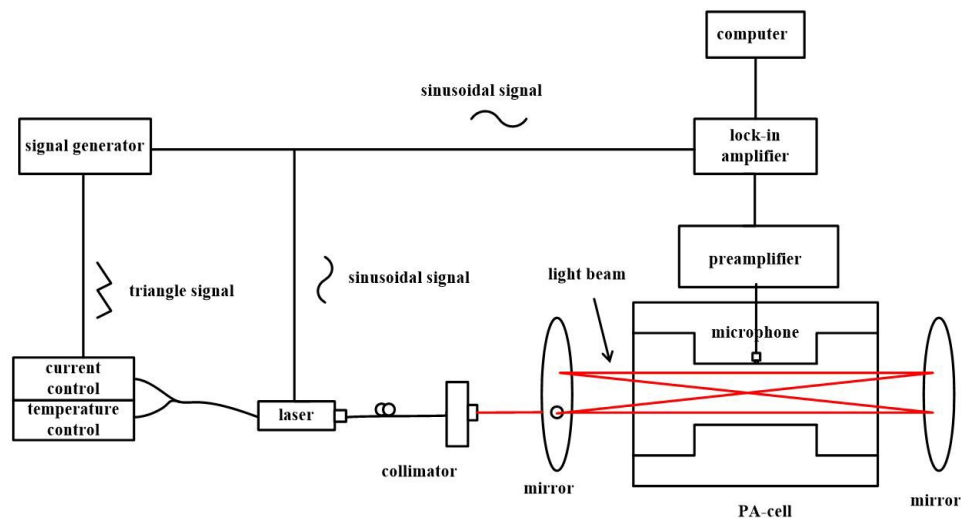 computer
sinusoidal signal
signal generator
lock-in
amplifier
preamplifier
light beam
sinusoidal signal
triangle signal
microphone
current
control
temperature
control
laser
collimator
mirror
mirror
PA-cell